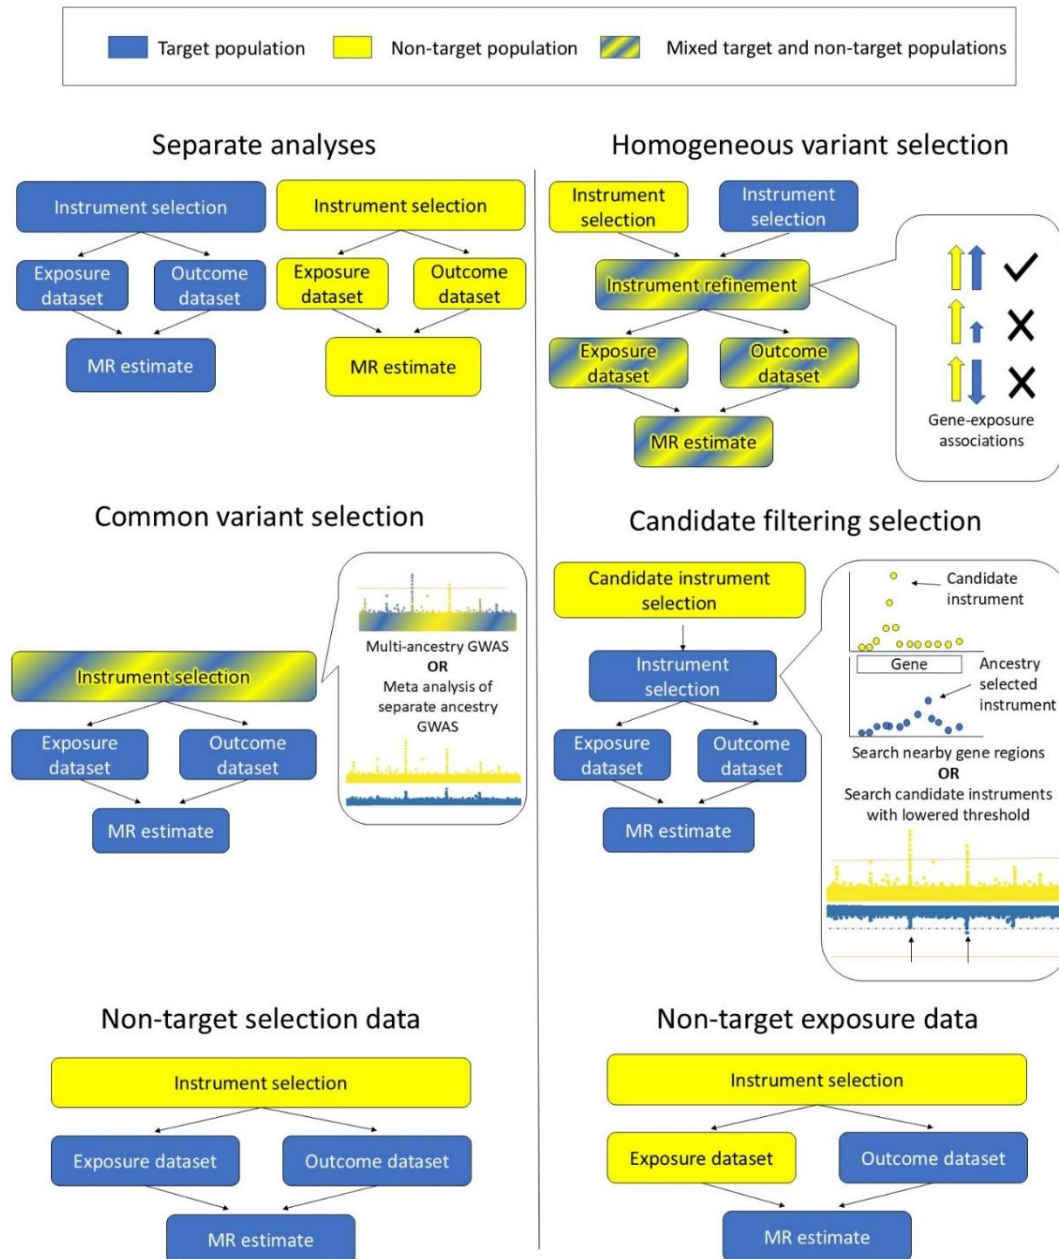 Target population
Non-target population
Mixed target and non-target populations
Separate analyses
Instrument selection
Instrument selection
Exposure
dataset
Outcome
dataset
Exposure
dataset
Outcome
dataset
MR estimate
MR estimate
Homogeneous variant selection
Instrument
selection
Instrument
selection
Instrument refinement
Exposure
dataset
Outcome
dataset
MR estimate
Gene-exposure
associations
Common variant selection
Instrument selection
Exposure
dataset
Outcome
dataset
MR estimate
Multi-ancestry GWAS
OR
Meta analysis of
separate ancestry
GWAS
Candidate filtering selection
Candidate instrument
selection
Instrument
selection
Exposure
dataset
Outcome
dataset
MR estimate
Candidate
instrument
Gene
Ancestry
selected
instrument
Search nearby gene regions
OR
Search candidate instruments
with lowered threshold
Non-target selection data
Instrument selection
Exposure dataset
Outcome dataset
MR estimate
Non-target exposure data
Instrument selection
Exposure dataset
Outcome dataset
MR estimate